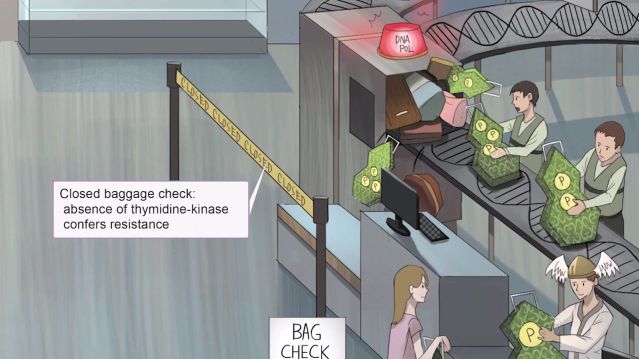 DNA
POL
CLOSED CLOSED CLOSED CLOSED
Closed baggage check:
absence of thymidine-kinase
confers resistance
P P
P P
P
P P
P
P
P
P
P
BAG
CHECK